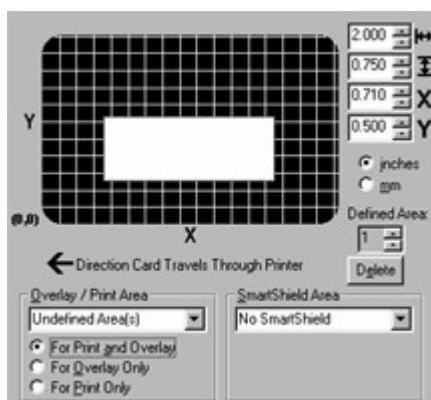 2.000
0.750
0.710 X
0.500 Y
Y
inches
mm
(0,0)
X
Defined Area:
1
Direction Card Travels Through Printer
Delete
Overlay / Print Area
SmartShield Area
Undefined Area(s)
No SmartShield
For Print and Overlay
For Overlay Only
For Print Only